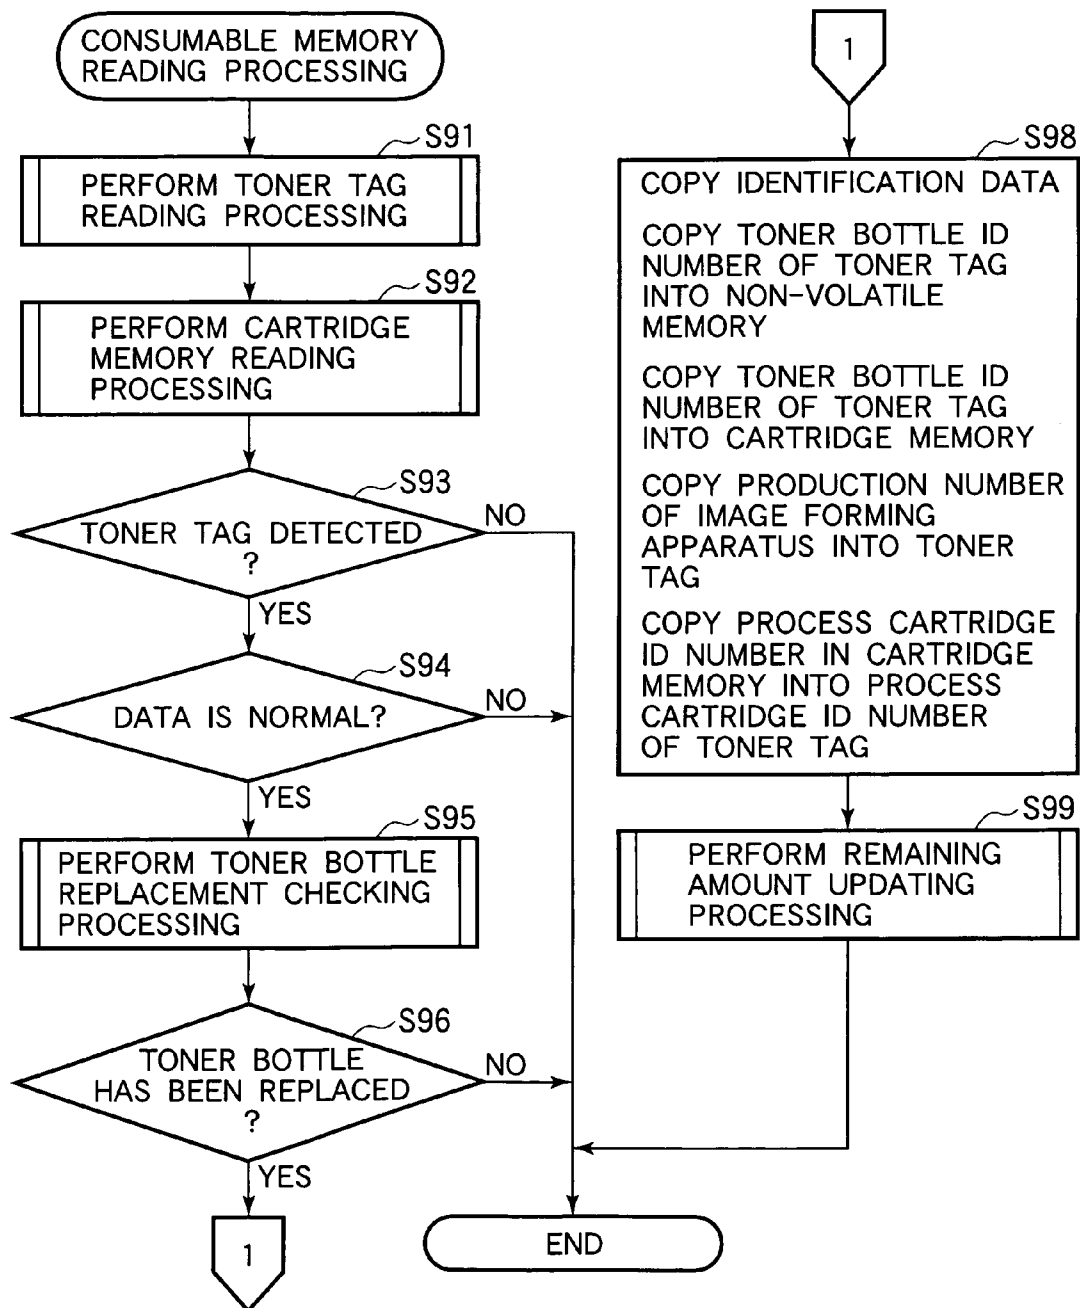 CONSUMABLE MEMORY
READING PROCESSING
S91
PERFORM TONER TAG
READING PROCESSING
S92
PERFORM CARTRIDGE
MEMORY READING
PROCESSING
S93
TONER TAG DETECTED
?
NO
YES
S94
DATA IS NORMAL?
NO
YES
S95
PERFORM TONER BOTTLE
REPLACEMENT CHECKING
PROCESSING
S96
TONER BOTTLE
HAS BEEN REPLACED
?
NO
YES
1
1
S98
COPY IDENTIFICATION DATA
COPY TONER BOTTLE ID
NUMBER OF TONER TAG
INTO NON-VOLATILE
MEMORY
COPY TONER BOTTLE ID
NUMBER OF TONER TAG
INTO CARTRIDGE MEMORY
COPY PRODUCTION NUMBER
OF IMAGE FORMING
APPARATUS INTO TONER
TAG
COPY PROCESS CARTRIDGE
ID NUMBER IN CARTRIDGE
MEMORY INTO PROCESS
CARTRIDGE ID NUMBER
OF TONER TAG
S99
PERFORM REMAINING
AMOUNT UPDATING
PROCESSING
END